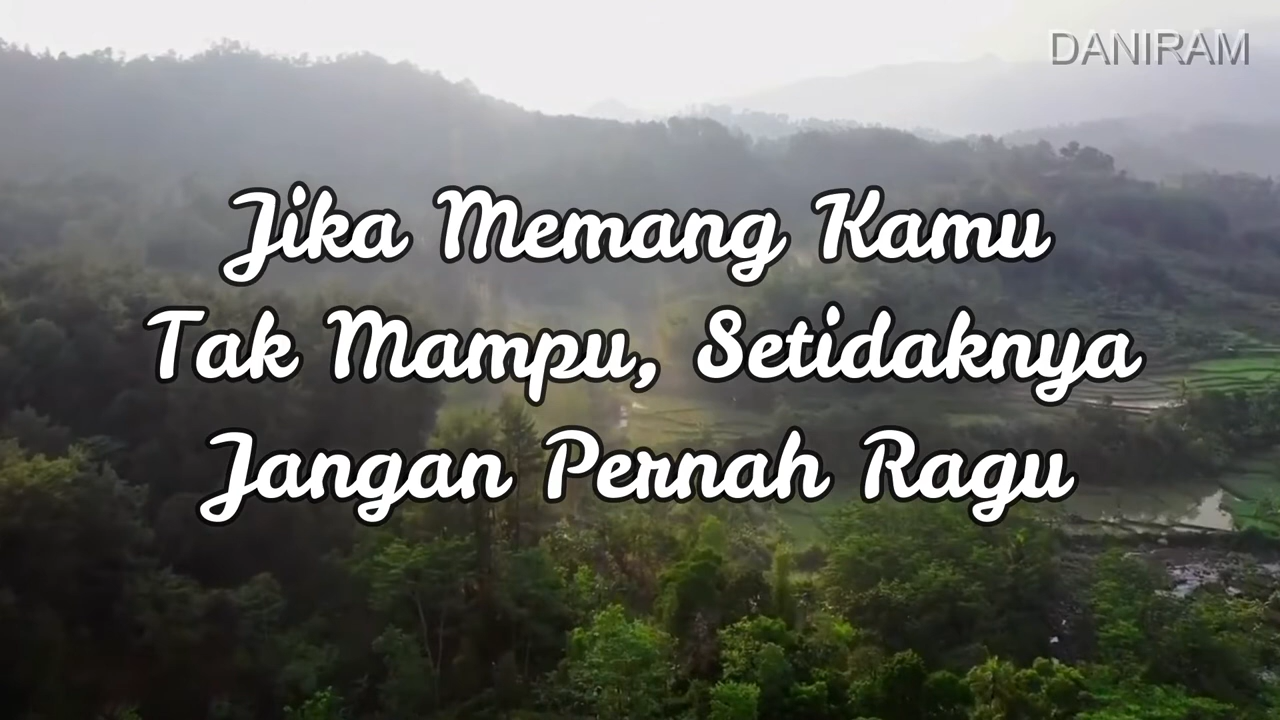 DANIRAM
Jika Memang Kamu
Tak Mampu, Setidaknya
Jangan Pernah Ragu